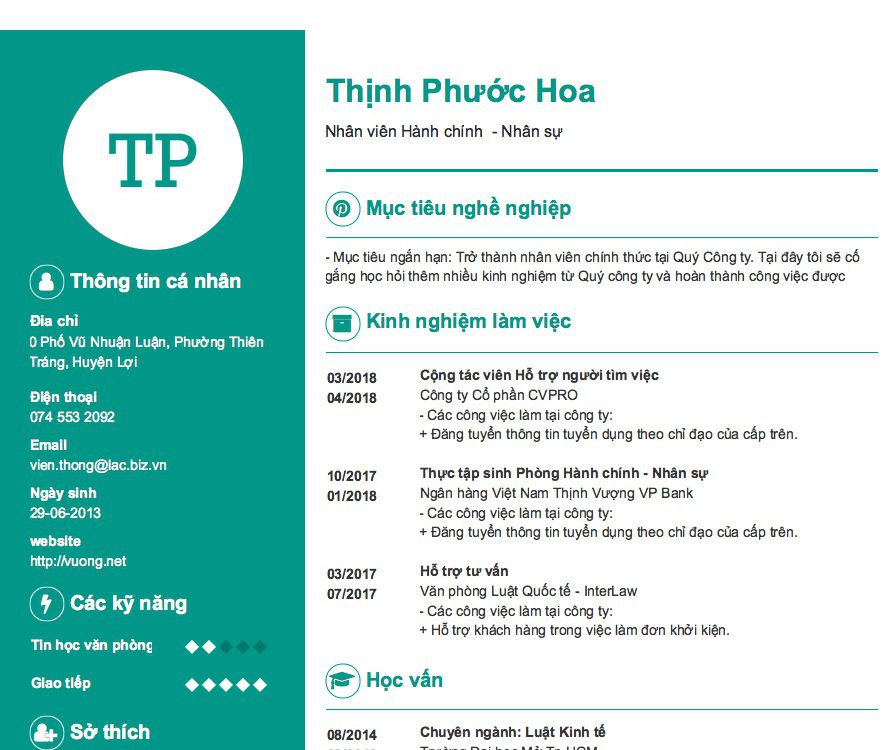 TP
Thông tin cá nhân
Địa chỉ
0 Phố Vũ Nhuận Luận, Phường Thiên
Tráng, Huyện Lợi
Điện thoại
074 553 2092
Email
vien.thong@lac.biz.vn
Ngày sinh
29-06-2013
website
http://vuong.net
Các kỹ năng
Tin học văn phòng
Giao tiếp
Sở thích
Thịnh Phước Hoa
Nhân viên Hành chính - Nhân sự
Mục tiêu nghề nghiệp
- Mục tiêu ngắn hạn: Trở thành nhân viên chính thức tại Quý Công ty. Tại đây tôi sẽ cố
gắng học hỏi thêm nhiều kinh nghiệm từ Quý công ty và hoàn thành công việc được
Kinh nghiệm làm việc
03/2018 Cộng tác viên Hỗ trợ người tìm việc
04/2018 Công ty Cổ phần CVPRO
- Các công việc làm tại công ty:
+ Đăng tuyển thông tin tuyển dụng theo chỉ đạo của cấp trên.
10/2017 Thực tập sinh Phòng Hành chính - Nhân sự
01/2018 Ngân hàng Việt Nam Thịnh Vượng VP Bank
- Các công việc làm tại công ty:
+ Đăng tuyển thông tin tuyển dụng theo chỉ đạo của cấp trên.
03/2017 Hỗ trợ tư vấn
07/2017 Văn phòng Luật Quốc tế - InterLaw
- Các công việc làm tại công ty:
+ Hỗ trợ khách hàng trong việc làm đơn khởi kiện.
Học vấn
08/2014 Chuyên ngành: Luật Kinh tế